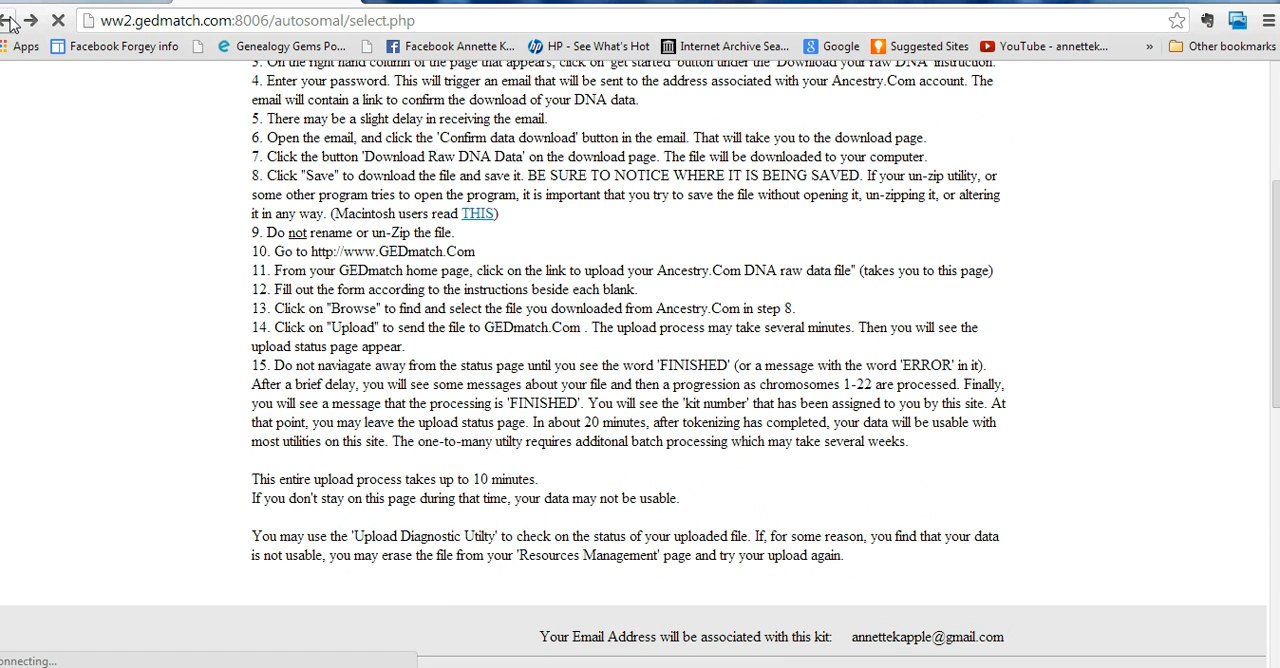 ww2.gedmatch.com:8006/autosomal/select.php
Apps Facebook Forgey info Genealogy Gems Po... Facebook Annette K... HP - See What's Hot Internet Archive Sea... Google Suggested Sites YouTube - annettek... » Other bookmarks
3. On the right hand column of the page that appears, click on 'get started' button under the 'Download your raw DNA' instruction.
4. Enter your password. This will trigger an email that will be sent to the address associated with your Ancestry.Com account. The
email will contain a link to confirm the download of your DNA data.
5. There may be a slight delay in receiving the email.
6. Open the email, and click the 'Confirm data download' button in the email. That will take you to the download page.
7. Click the button 'Download Raw DNA Data' on the download page. The file will be downloaded to your computer.
8. Click "Save" to download the file and save it. BE SURE TO NOTICE WHERE IT IS BEING SAVED. If your un-zip utility, or
some other program tries to open the program, it is important that you try to save the file without opening it, un-zipping it, or altering
it in any way. (Macintosh users read THIS)
9. Do not rename or un-Zip the file.
10. Go to http://www.GEDmatch.Com
11. From your GEDmatch home page, click on the link to upload your Ancestry.Com DNA raw data file" (takes you to this page)
12. Fill out the form according to the instructions beside each blank.
13. Click on "Browse" to find and select the file you downloaded from Ancestry.Com in step 8.
14. Click on "Upload" to send the file to GEDmatch.Com . The upload process may take several minutes. Then you will see the
upload status page appear.
15. Do not naviagate away from the status page until you see the word 'FINISHED' (or a message with the word 'ERROR' in it).
After a brief delay, you will see some messages about your file and then a progression as chromosomes 1-22 are processed. Finally,
you will see a message that the processing is 'FINISHED'. You will see the 'kit number' that has been assigned to you by this site. At
that point, you may leave the upload status page. In about 20 minutes, after tokenizing has completed, your data will be usable with
most utilities on this site. The one-to-many utilty requires additonal batch processing which may take several weeks.
This entire upload process takes up to 10 minutes.
If you don't stay on this page during that time, your data may not be usable.
You may use the 'Upload Diagnostic Utilty' to check on the status of your uploaded file. If, for some reason, you find that your data
is not usable, you may erase the file from your 'Resources Management' page and try your upload again.
Your Email Address will be associated with this kit: annettekapple@gmail.com
onnecting...